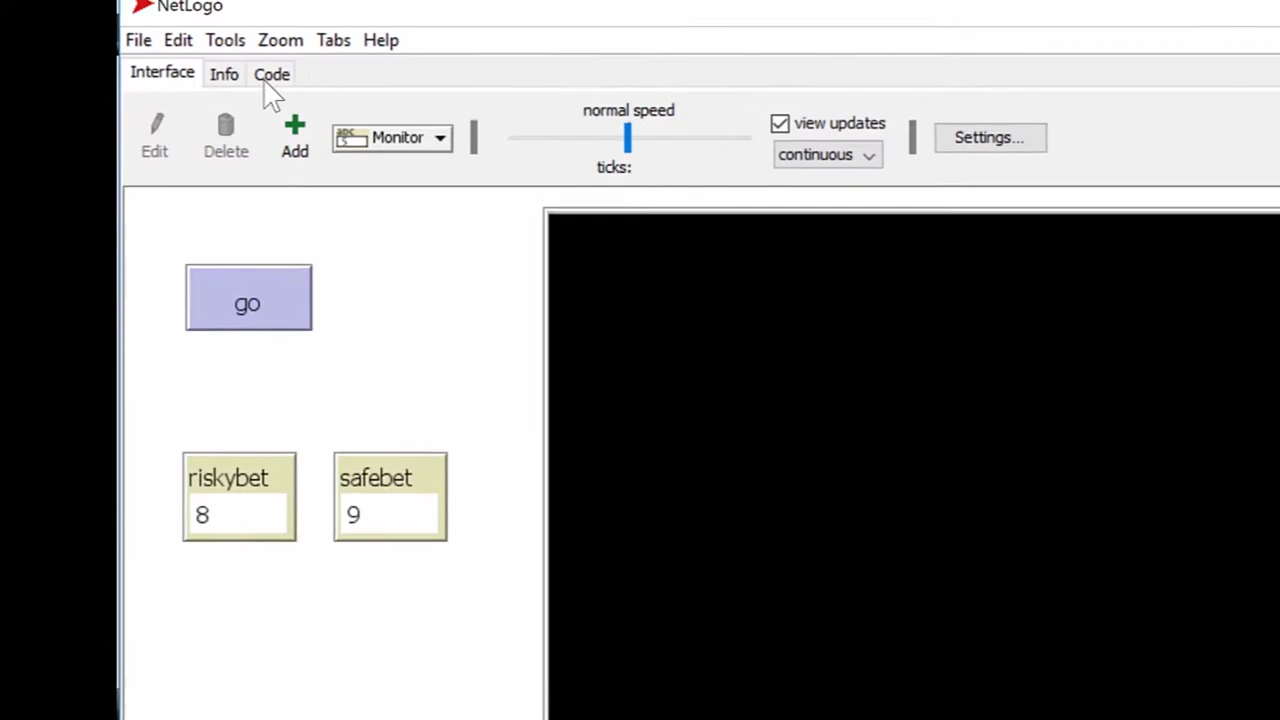 NetLogo
File Edit Tools Zoom Tabs Help
Interface Info Code
normal speed
view updates
Edit Delete Add Monitor
continuous
Settings...
ticks:
go
riskybet safebet
8 9